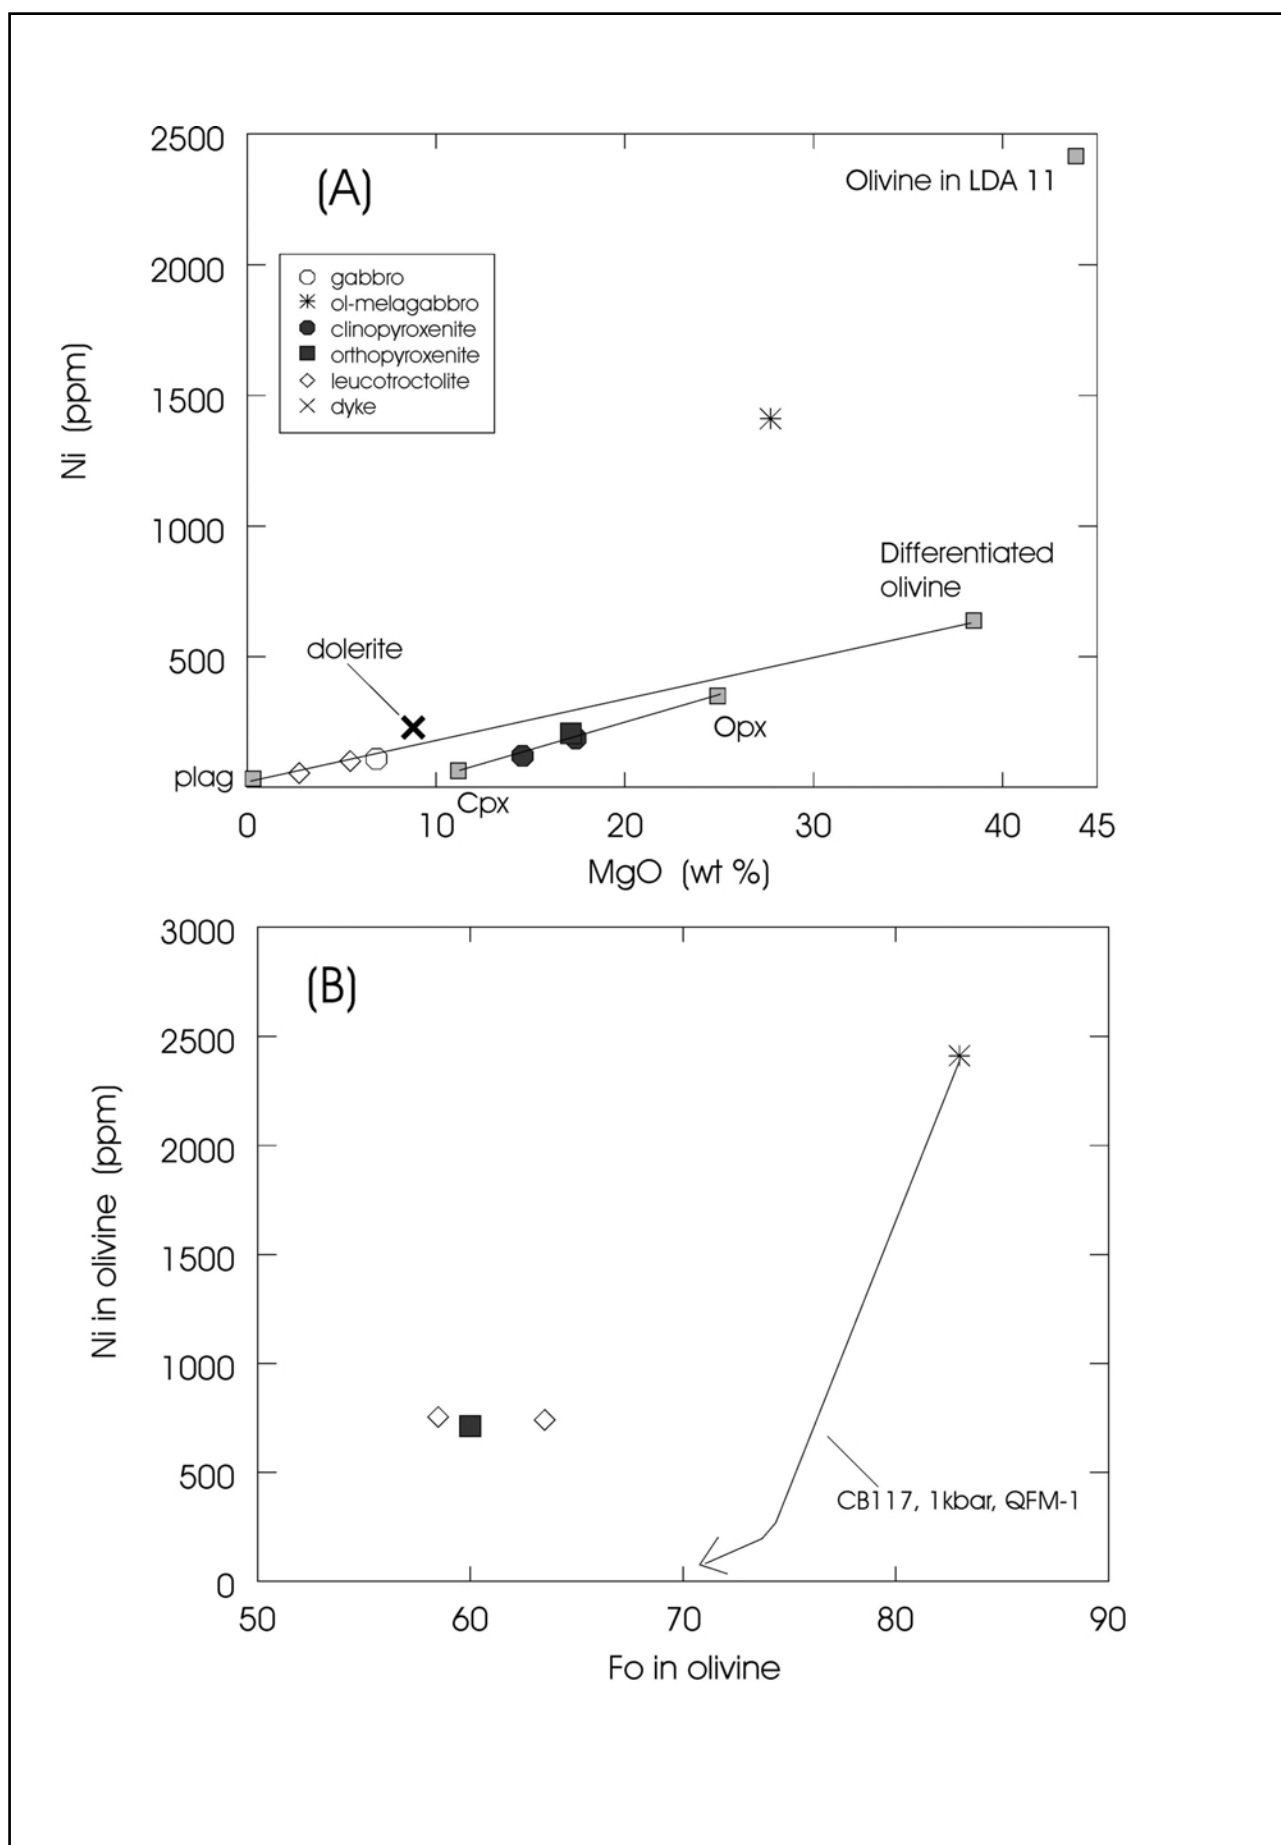 2500
(A)
Olivine in LDA 11
2000
gabbro
ol-melagabbro
clinopyroxenite
orthopyroxenite
leucotroctolite
dyke
1500
Ni (ppm)
1000
Differentiated
olivine
dolerite
500
Opx
plag
Cpx
0 10 20 30 40 45
MgO (wt %)
3000
(B)
2500
2000
Ni in olivine (ppm)
1500
1000
500
CB117, 1kbar, QFM-1
0
50 60 70 80 90
Fo in olivine